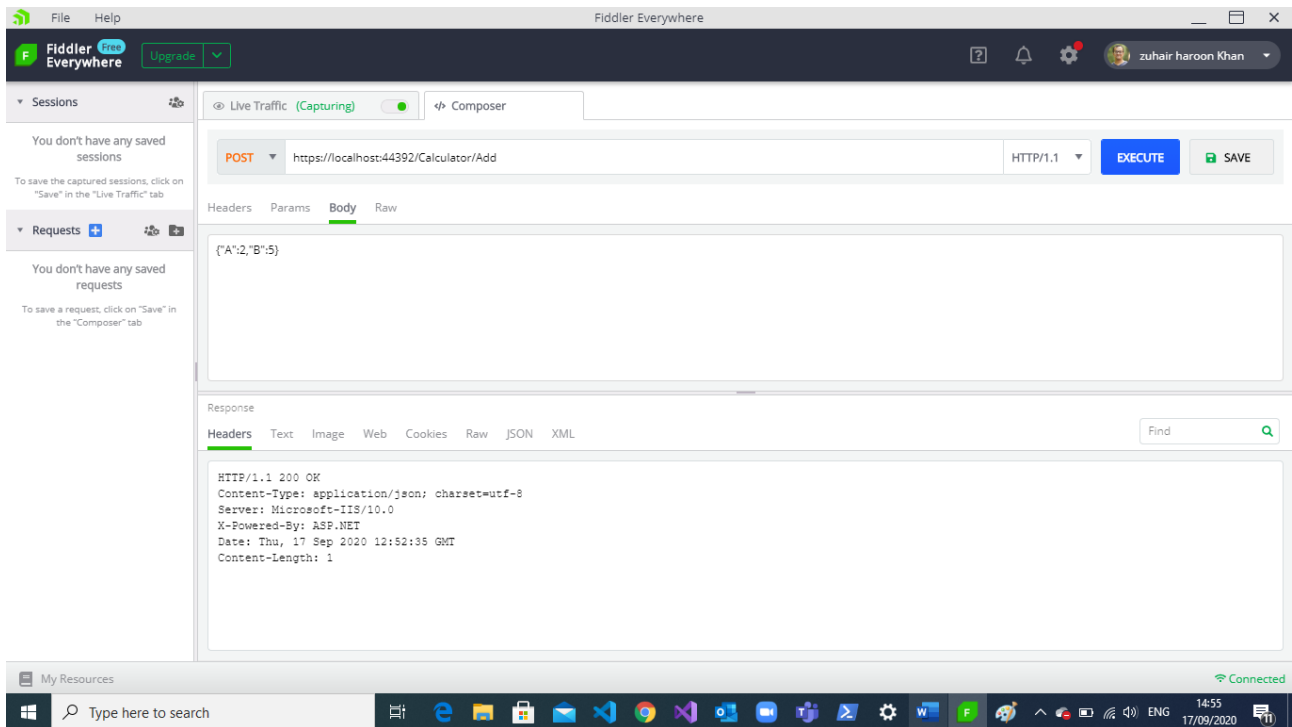 File Help Fiddler Everywhere
F Fiddler Free
Everywhere
Upgrade
zuhair haroon Khan
Sessions
You don't have any saved
sessions
To save the captured sessions, click on
"Save" in the "Live Traffic" tab
Requests
You don't have any saved
requests
To save a request, click on "Save" in
the "Composer" tab
Live Traffic (Capturing)
</> Composer
POST https://localhost:44392/Calculator/Add HTTP/1.1 EXECUTE SAVE
Headers Params Body Raw
{"A":2,"B":5}
Response
Headers Text Image Web Cookies Raw JSON XML
Find
HTTP/1.1 200 OK
Content-Type: application/json; charset=utf-8
Server: Microsoft-IIS/10.0
X-Powered-By: ASP.NET
Date: Thu, 17 Sep 2020 12:52:35 GMT
Content-Length: 1
My Resources Connected
Type here to search
ENG
14:55
17/09/2020
11